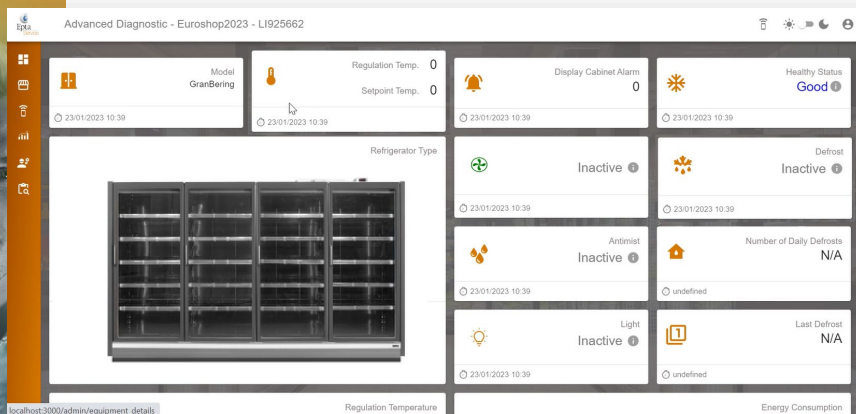 Epta
Advanced Diagnostic - Euroshop2023 - LI925662
Model
GranBering
23/01/2023 10:39
Regulation Temp. 0
Setpoint Temp. 0
23/01/2023 10:39
Display Cabinet Alarm
0
23/01/2023 10:39
Healthy Status
Good
23/01/2023 10:39
Refrigerator Type
Inactive
23/01/2023 10:39
Defrost
Inactive
23/01/2023 10:39
Antimist
Inactive
23/01/2023 10:39
Number of Daily Defrosts
N/A
undefined
Light
Inactive
23/01/2023 10:39
1
Last Defrost
N/A
undefined
Regulation Temperature
Energy Consumption
localhost:3000/admin/equipment_details